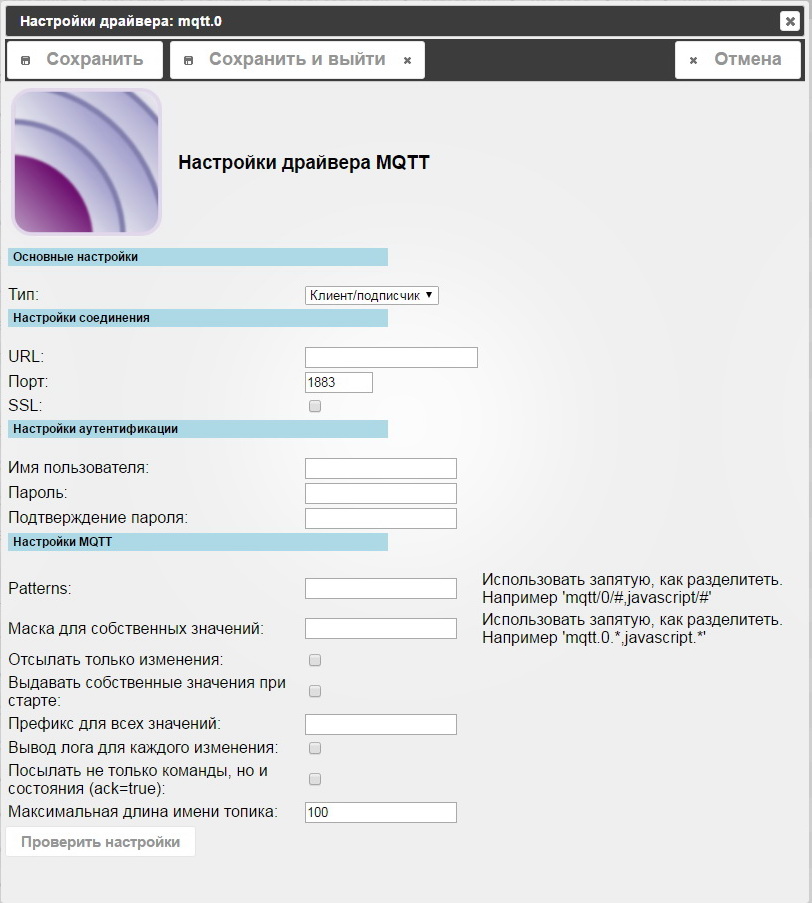 Настройки драйвера: mqtt.0
Сохранить
Сохранить и выйти
Отмена
Настройки драйвера MQTT
Основные настройки
Тип:
Клиент/подписчик
Настройки соединения
URL:
Порт:
1883
SSL:
Настройки аутентификации
Имя пользователя:
Пароль:
Подтверждение пароля:
Настройки MQTT
Patterns:
Использовать запятую, как разделитеть.
Например 'mqtt/0/#,javascript/#'
Маска для собственных значений:
Использовать запятую, как разделитеть.
Например 'mqtt.0.*,javascript.*'
Отсылать только изменения:
Выдавать собственные значения при
старте:
Префикс для всех значений:
Вывод лога для каждого изменения:
Посылать не только команды, но и
состояния (ack=true):
Максимальная длина имени топика:
100
Проверить настройки